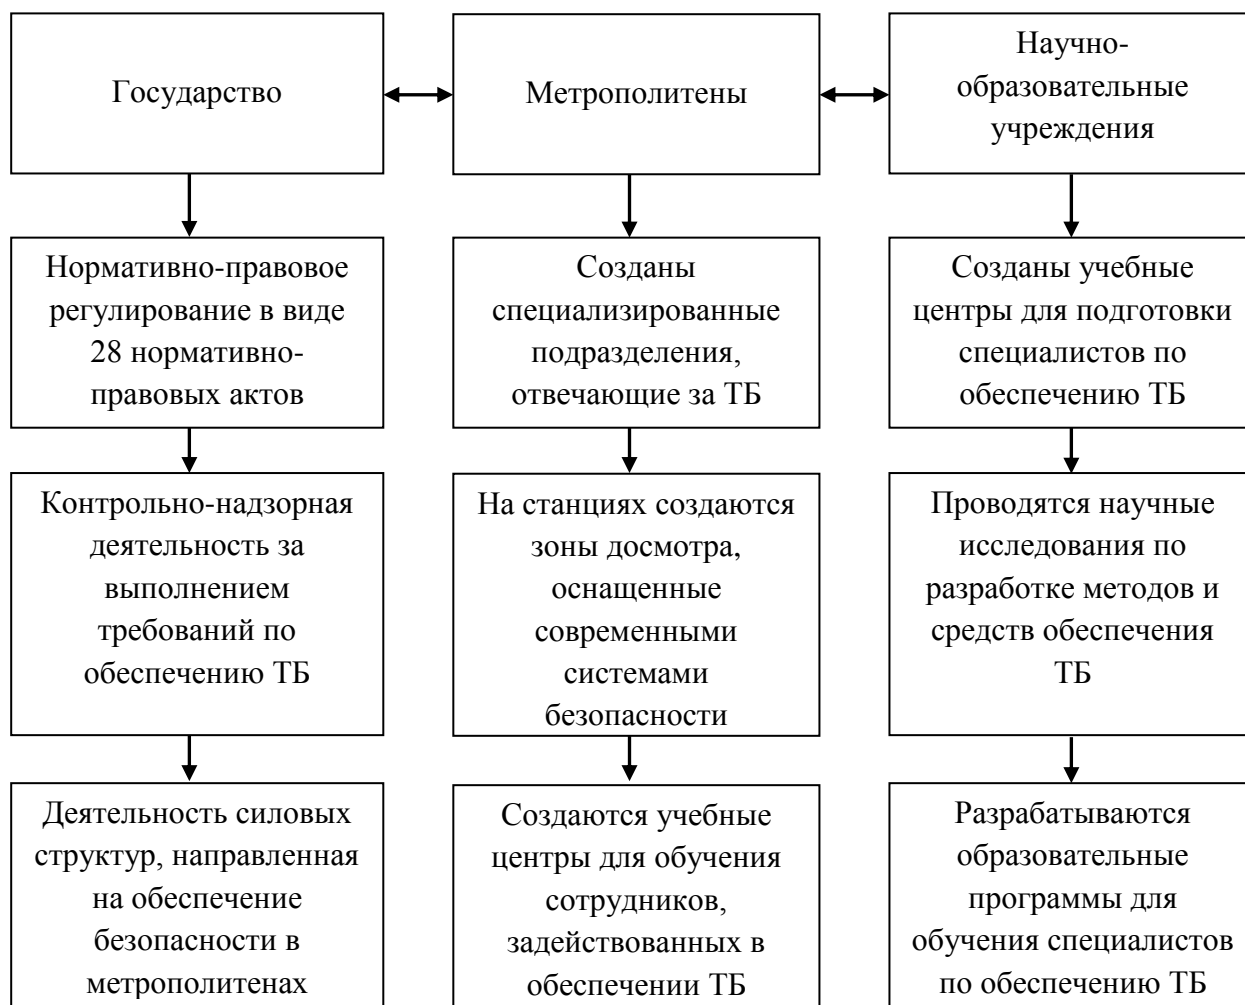 Государство
Метрополитены
Научно-
образовательные
учреждения
Нормативно-правовое
регулирование в виде
28 нормативно-
правовых актов
Созданы
специализированные
подразделения,
отвечающие за ТБ
Созданы учебные
центры для подготовки
специалистов по
обеспечению ТБ
Контрольно-надзорная
деятельность за
выполнением
требований по
обеспечению ТБ
На станциях создаются
зоны досмотра,
оснащенные
современными
системами
безопасности
Проводятся научные
исследования по
разработке методов и
средств обеспечения
ТБ
Деятельность силовых
структур, направленная
на обеспечение
безопасности в
метрополитенах
Создаются учебные
центры для обучения
сотрудников,
задействованных в
обеспечении ТБ
Разрабатываются
образовательные
программы для
обучения специалистов
по обеспечению ТБ